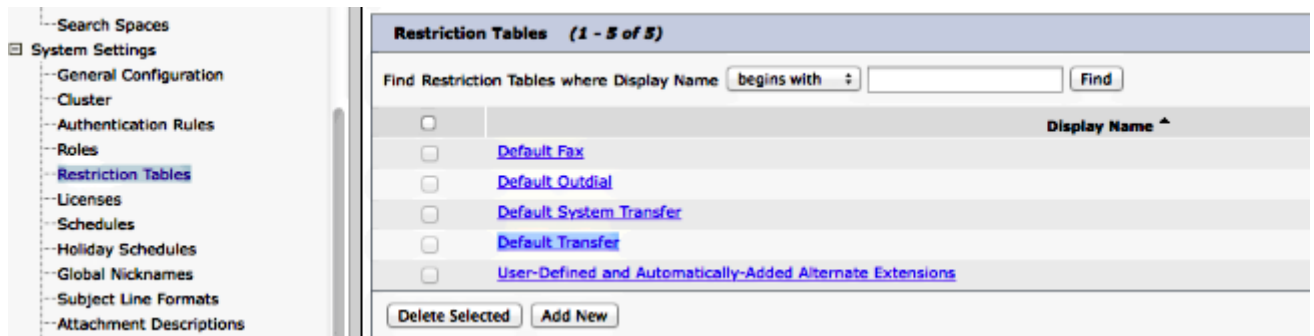 Search Spaces
System Settings
General Configuration
Cluster
Authentication Rules
Roles
Restriction Tables
Licenses
Schedules
Holiday Schedules
Global Nicknames
Subject Line Formats
Attachment Descriptions
Restriction Tables (1 - 5 of 5)
Find Restriction Tables where Display Name begins with Find
Display Name
Default Fax
Default Outdial
Default System Transfer
Default Transfer
User-Defined and Automatically-Added Alternate Extensions
Delete Selected Add New